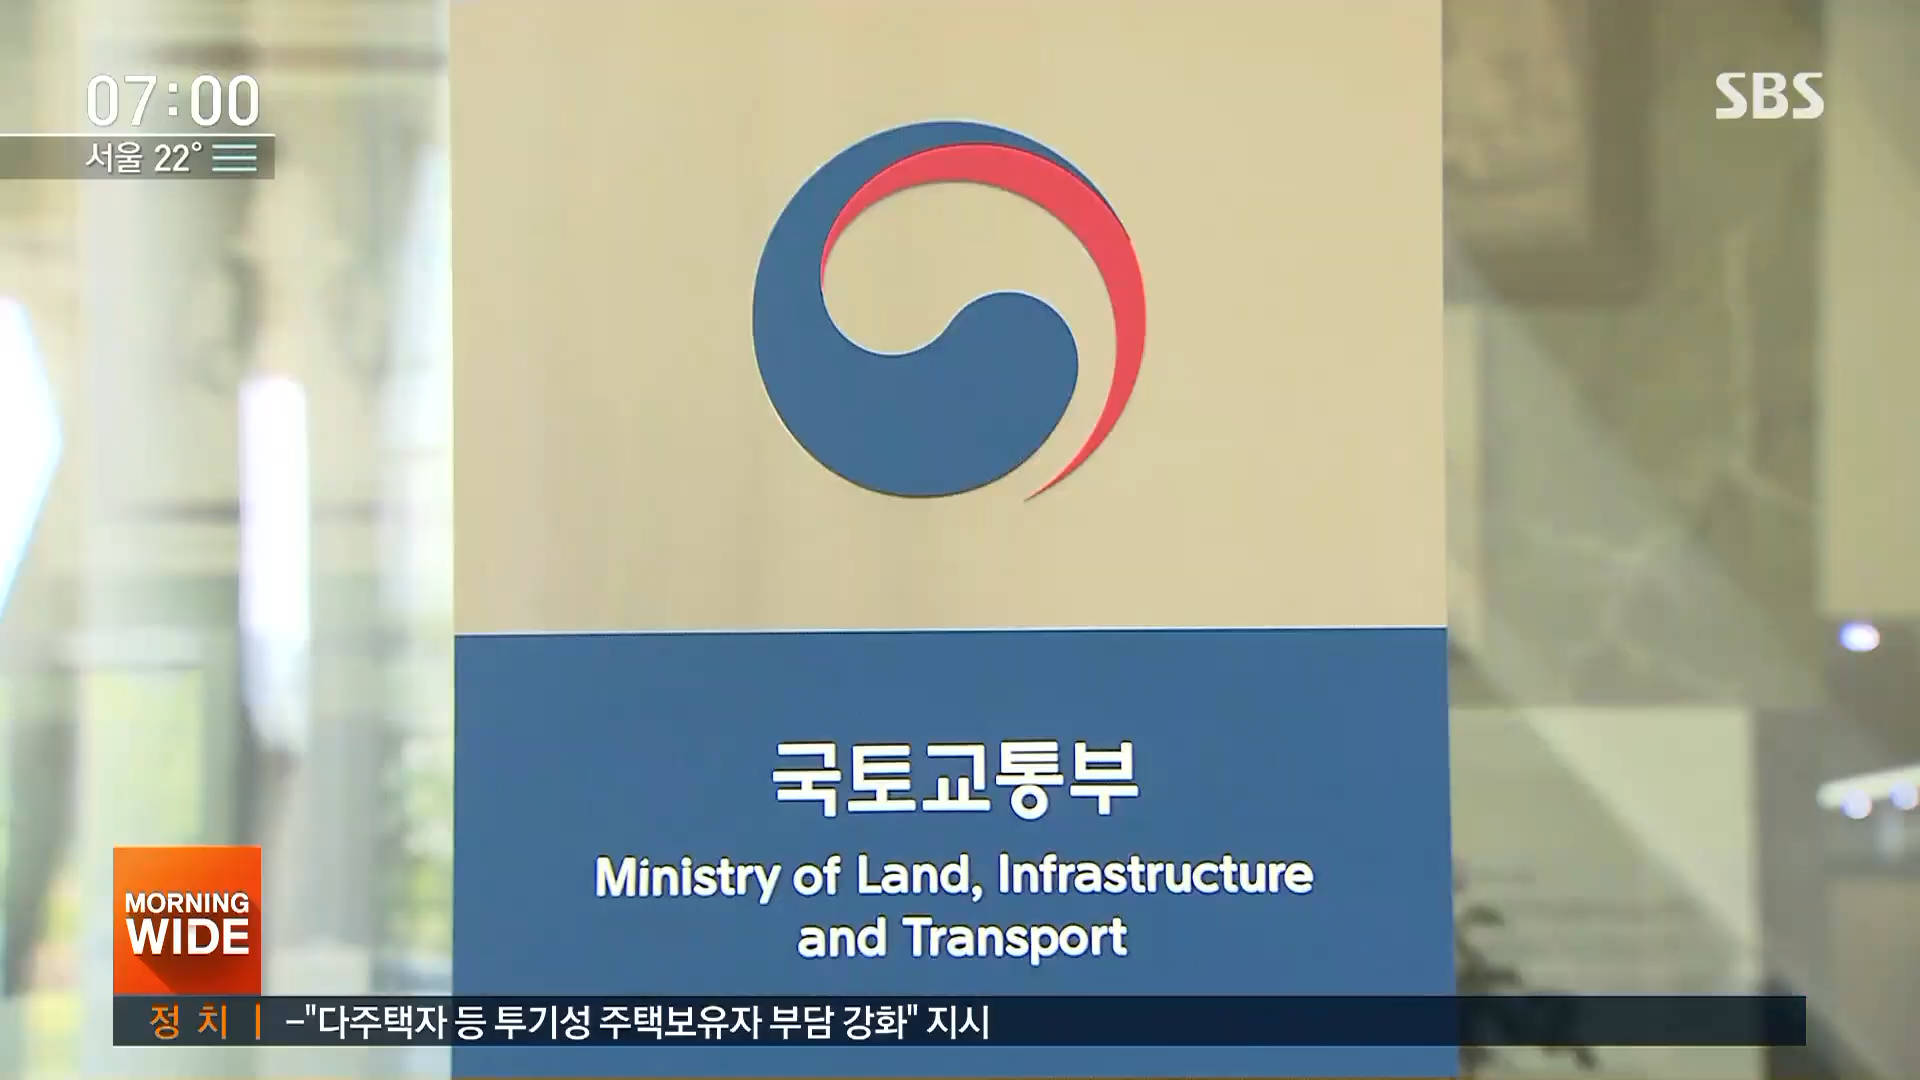 07:00
서울 22°
SBS
국토교통부
Ministry of Land, Infrastructure
and Transport
MORNING
WIDE
정치 | -"다주택자 등 투기성 주택보유자 부담 강화" 지시